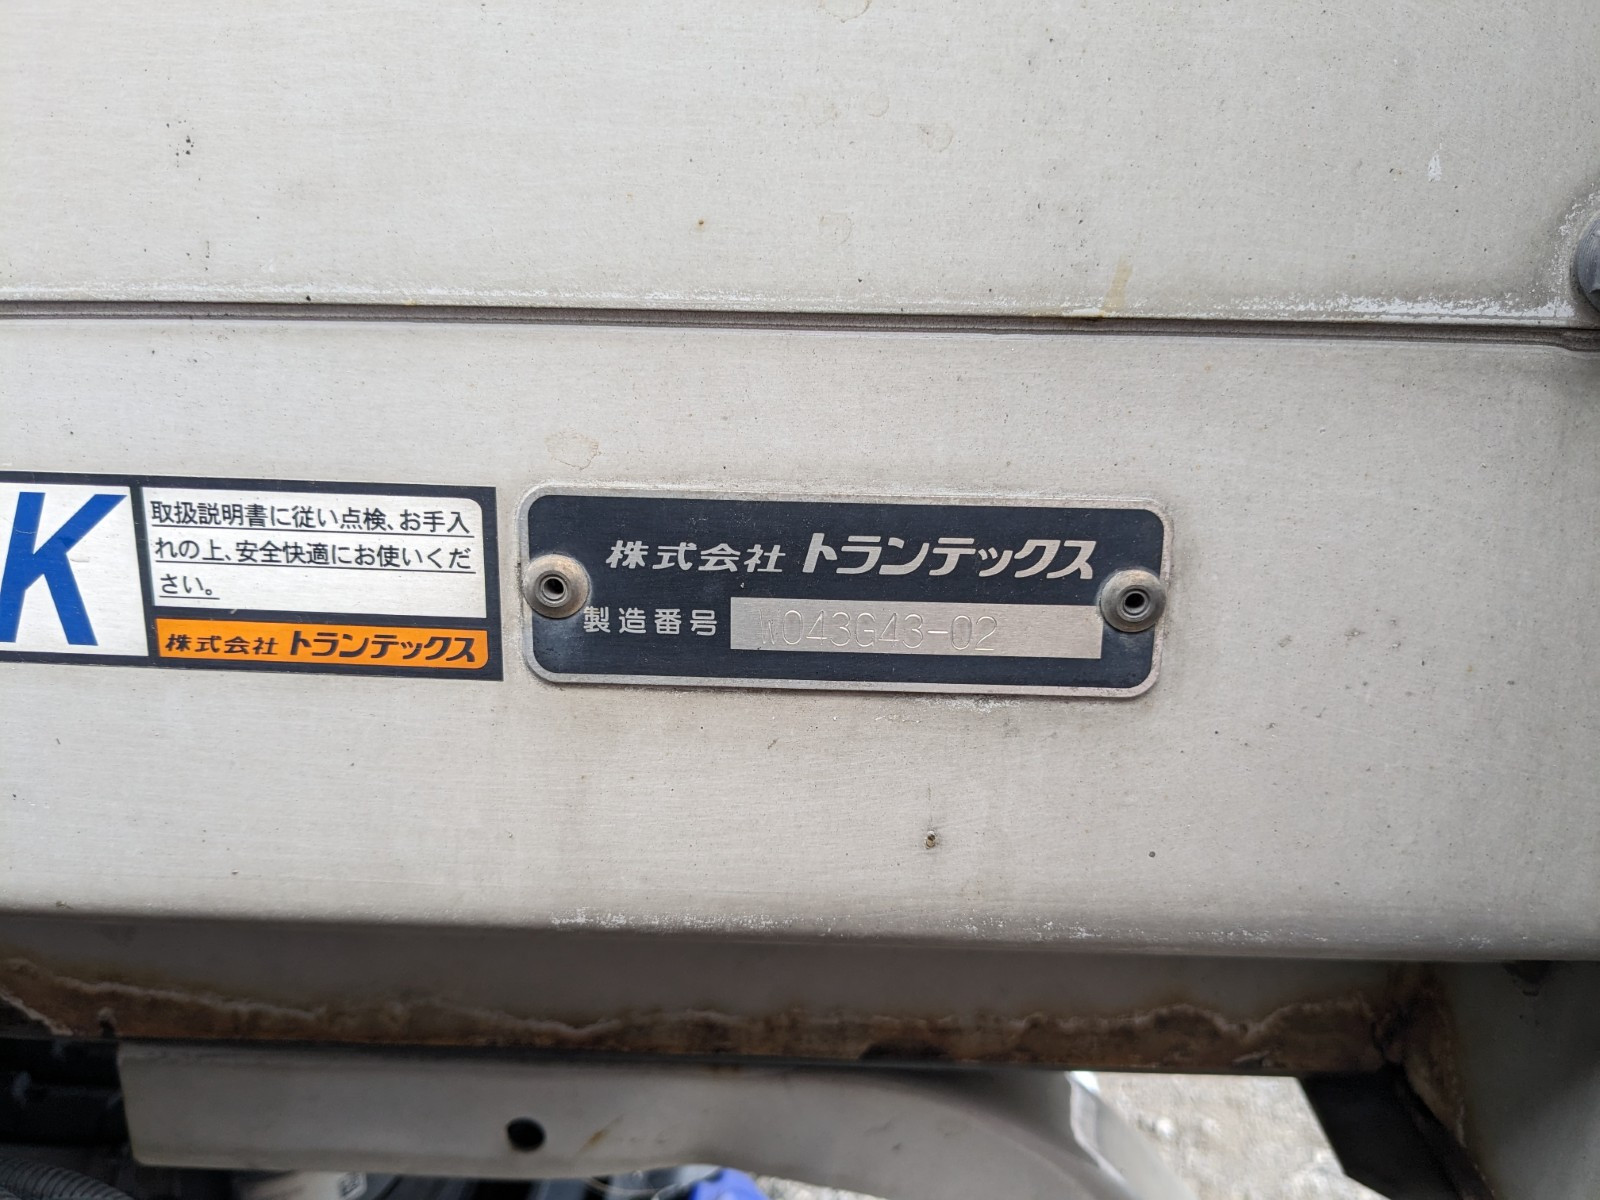 K
取扱説明書に従い点検、お手入
れの上、安全快適にお使いくだ
さい。
株式会社 トランテックス
株式会社 トランテックス
製造番号 W043G43-02